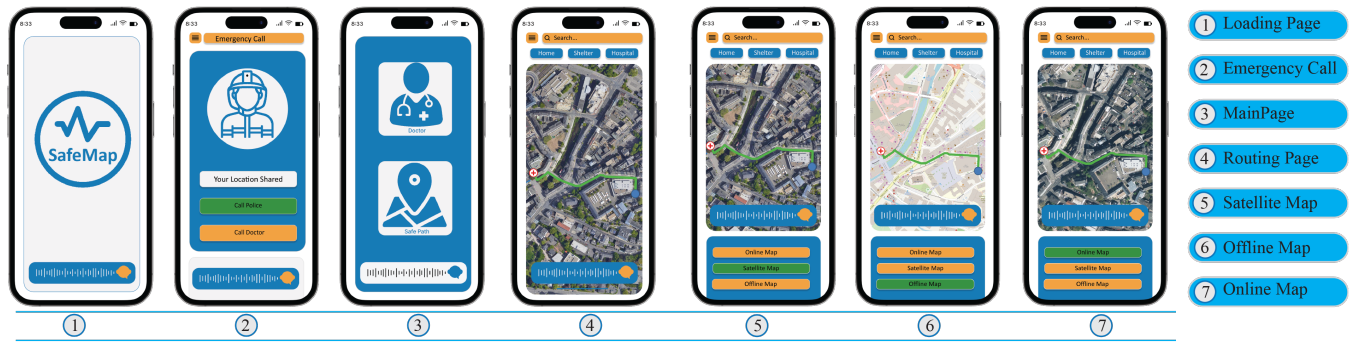 8:33
SafeMap
8:33
Emergency Call
Your Location Shared
Call Police
Call Doctor
8:33
Doctor
Safe Path
8:33
Search...
Home Shelter Hospital
8:33
Search...
Home Shelter Hospital
Online Map
Satellite Map
Offline Map
8:33
Search...
Home Shelter Hospital
Online Map
Satellite Map
Offline Map
8:33
Search...
Home Shelter Hospital
Online Map
Satellite Map
Offline Map
1 2 3 4 5 6 7
1 Loading Page
2 Emergency Call
3 MainPage
4 Routing Page
5 Satellite Map
6 Offline Map
7 Online Map